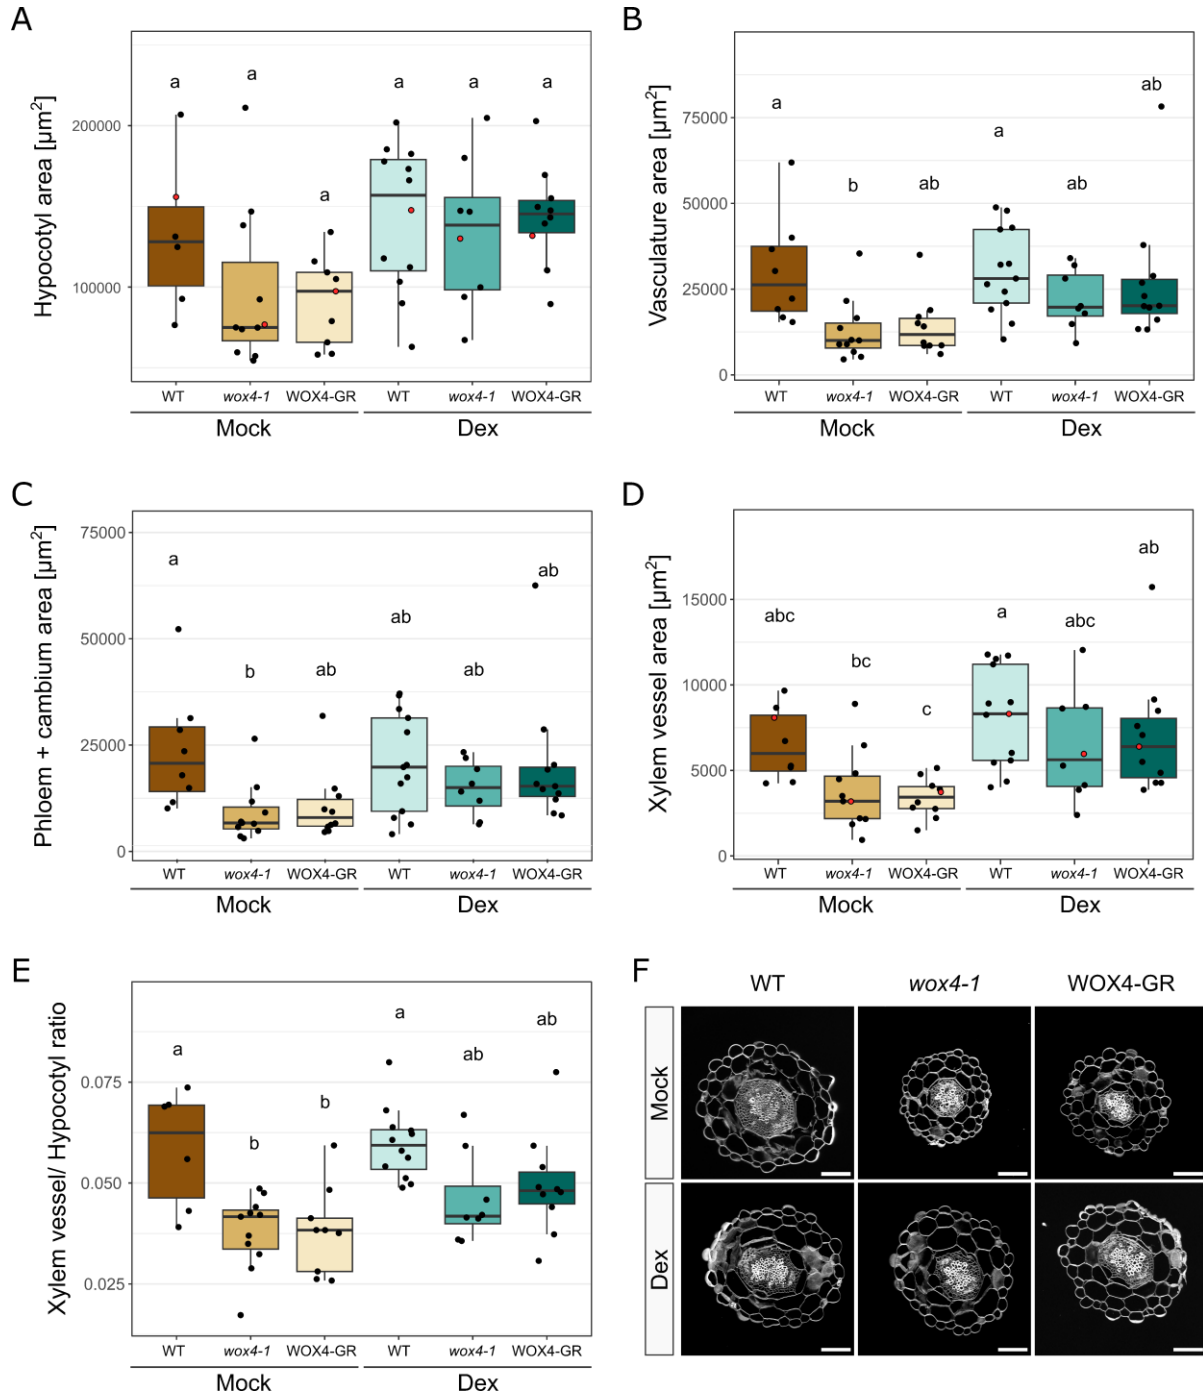 A
Hypocotyl area [µm²]
200000
100000
a a a a a a
WT wox4-1 WOX4-GR WT wox4-1 WOX4-GR
Mock Dex
B
Vasculature area [µm²]
75000
50000
25000
0
a b ab a ab ab
WT wox4-1 WOX4-GR WT wox4-1 WOX4-GR
Mock Dex
C
Phloem + cambium area [µm²]
75000
50000
25000
0
a b ab ab ab ab
WT wox4-1 WOX4-GR WT wox4-1 WOX4-GR
Mock Dex
D
Xylem vessel area [µm²]
15000
10000
5000
0
abc bc c a abc ab
WT wox4-1 WOX4-GR WT wox4-1 WOX4-GR
Mock Dex
E
Xylem vessel/ Hypocotyl ratio
0.075
0.050
0.025
a b b a ab ab
WT wox4-1 WOX4-GR WT wox4-1 WOX4-GR
Mock Dex
F
WT wox4-1 WOX4-GR
Mock
Dex